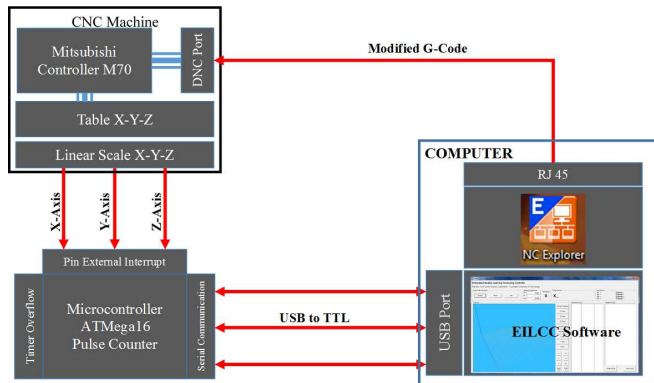 CNC Machine
Mitsubishi
Controller M70
DNC Port
Table X-Y-Z
Linear Scale X-Y-Z
X-Axis
Y-Axis
Z-Axis
Modified G-Code
COMPUTER
RJ 45
E
NC Explorer
Pin External Interrupt
Timer Overflow
Microcontroller
ATMega16
Pulse Counter
Serial Communication
USB to TTL
USB Port
EILCC Software